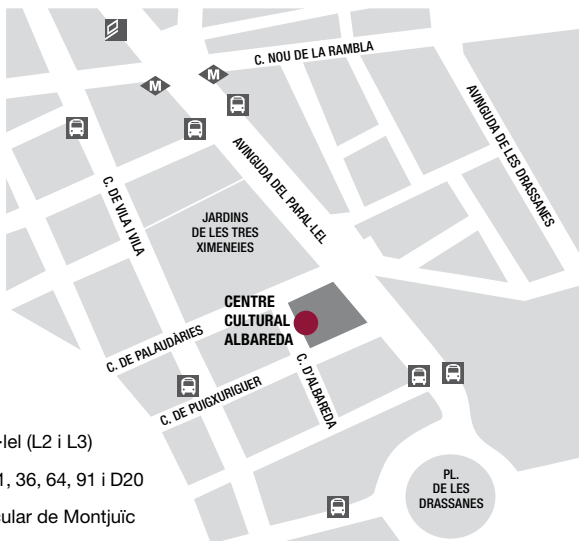 C. NOU DE LA RAMBLA
M
M
AVINGUDA DE LES DRASSANES
AVINGUDA DEL PARAL·LEL
C. DE VILA I VILA
JARDINS
DE LES TRES
XIMENEIES
CENTRE
CULTURAL
ALBAREDA
C. DE PALAUDÀRIES
C. D'ALBAREDA
C. DE PUIGXURIGUER
·lel (L2 i L3)
1, 36, 64, 91 i D20
cular de Montjuïc
PL.
DE LES
DRASSANES